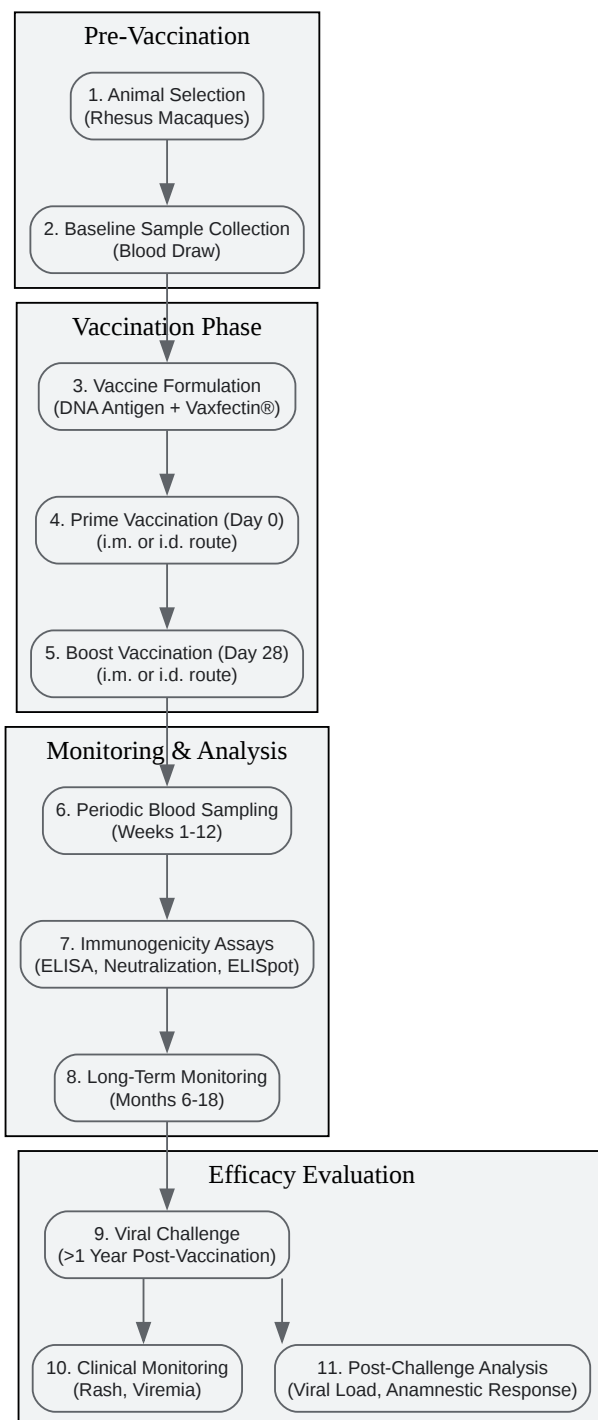 Pre-Vaccination
1. Animal Selection
(Rhesus Macaques)
2. Baseline Sample Collection
(Blood Draw)
Vaccination Phase
3. Vaccine Formulation
(DNA Antigen + Vaxfectin®)
4. Prime Vaccination (Day 0)
(i.m. or i.d. route)
5. Boost Vaccination (Day 28)
(i.m. or i.d. route)
Monitoring & Analysis
6. Periodic Blood Sampling
(Weeks 1-12)
7. Immunogenicity Assays
(ELISA, Neutralization, ELISpot)
8. Long-Term Monitoring
(Months 6-18)
Efficacy Evaluation
9. Viral Challenge
(>1 Year Post-Vaccination)
10. Clinical Monitoring
(Rash, Viremia)
11. Post-Challenge Analysis
(Viral Load, Anamnestic Response)